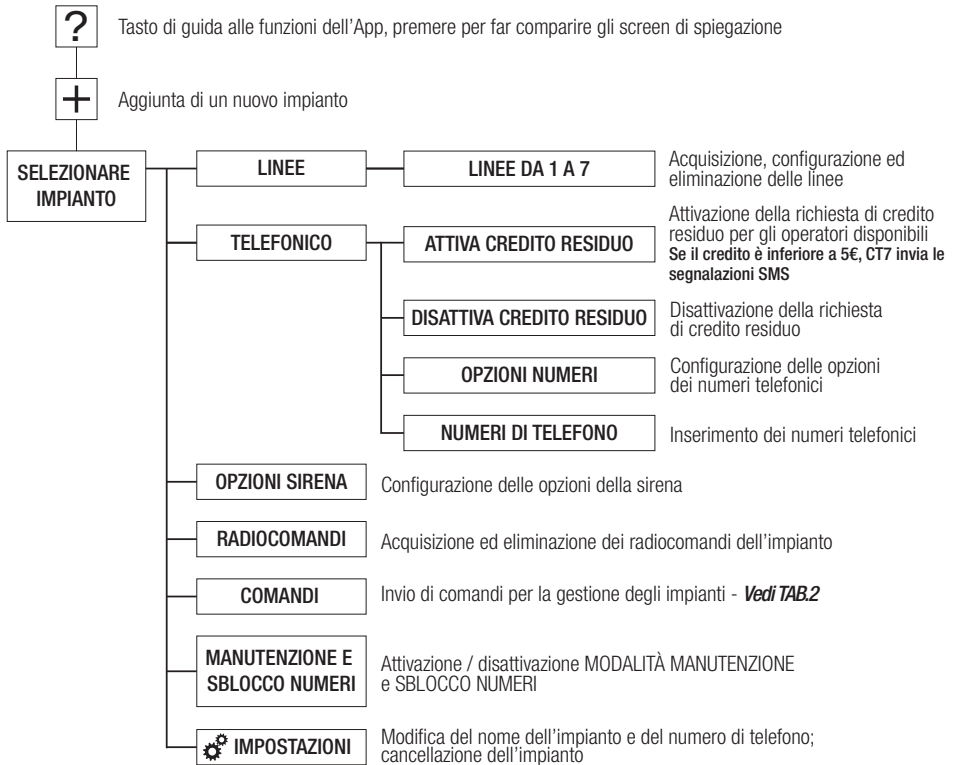 ?
Tasto di guida alle funzioni dell'App, premere per far comparire gli screen di spiegazione
+
Aggiunta di un nuovo impianto
SELEZIONARE
IMPIANTO
LINEE
LINEE DA 1 A 7
Acquisizione, configurazione ed
eliminazione delle linee
TELEFONICO
ATTIVA CREDITO RESIDUO
Attivazione della richiesta di credito
residuo per gli operatori disponibili
Se il credito è inferiore a 5€, CT7 invia le
segnalazioni SMS
DISATTIVA CREDITO RESIDUO
Disattivazione della richiesta
di credito residuo
OPZIONI NUMERI
Configurazione delle opzioni
dei numeri telefonici
NUMERI DI TELEFONO
Inserimento dei numeri telefonici
OPZIONI SIRENA
Configurazione delle opzioni della sirena
RADIOCOMANDI
Acquisizione ed eliminazione dei radiocomandi dell'impianto
COMANDI
Invio di comandi per la gestione degli impianti - Vedi TAB.2
MANUTENZIONE E
SBLOCCO NUMERI
Attivazione / disattivazione MODALITÀ MANUTENZIONE
e SBLOCCO NUMERI
IMPOSTAZIONI
Modifica del nome dell'impianto e del numero di telefono;
cancellazione dell'impianto